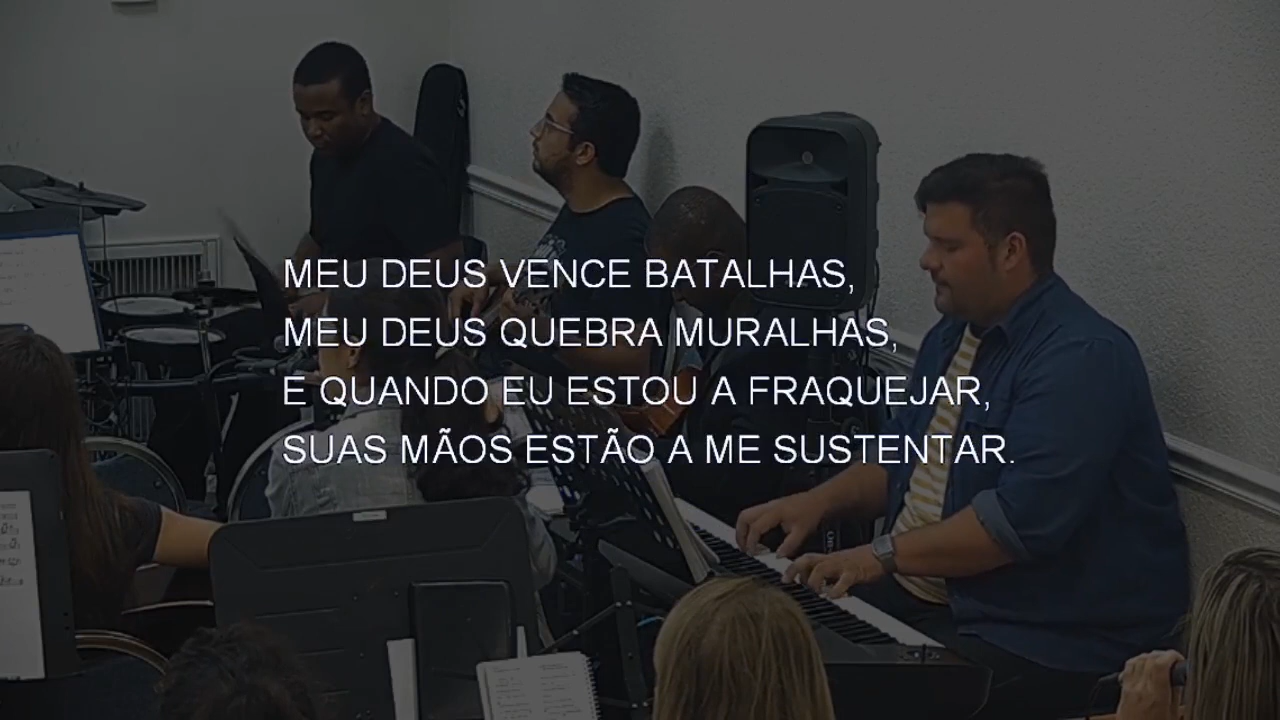 MEU DEUS VENCE BATALHAS,
MEU DEUS QUEBRA MURALHAS,
E QUANDO EU ESTOU A FRAQUEJAR,
SUAS MÃOS ESTÃO A ME SUSTENTAR.